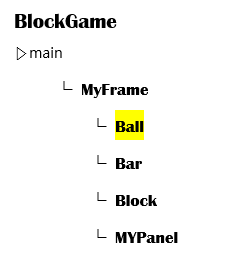 BlockGame
▷main
└ MyFrame
└ Ball
└ Bar
└ Block
└ MYPanel